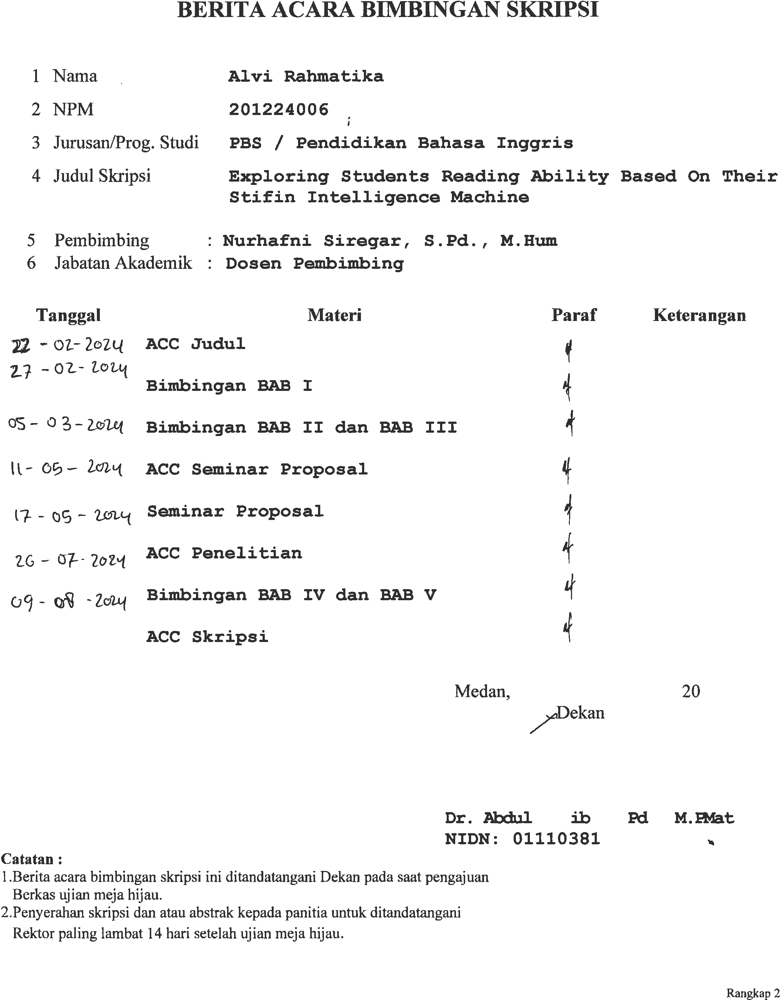 BERITA ACARA BIMBINGAN SKRIPSI
1 Nama Alvi Rahmatika
2 NPM 201224006
3 Jurusan/Prog. Studi PBS / Pendidikan Bahasa Inggris
4 Judul Skripsi Exploring Students Reading Ability Based On Their
Stifin Intelligence Machine
5 Pembimbing : Nurhafni Siregar, S.Pd., M.Hum
6 Jabatan Akademik : Dosen Pembimbing
Tanggal Materi Paraf Keterangan
22 - 02 - 2024 ACC Judul
27 - 02 - 2024
Bimbingan BAB I
05 - 03 - 2024 Bimbingan BAB II dan BAB III
11 - 05 - 2024 ACC Seminar Proposal
17 - 05 - 2024 Seminar Proposal
26 - 07 - 2024 ACC Penelitian
09 - 08 - 2024 Bimbingan BAB IV dan BAB V
ACC Skripsi
Medan, 20
Dekan
Dr. Abdul ib Pd M.PMat
NIDN: 01110381
Catatan :
1.Berita acara bimbingan skripsi ini ditandatangani Dekan pada saat pengajuan
Berkas ujian meja hijau.
2.Penyerahan skripsi dan atau abstrak kepada panitia untuk ditandatangani
Rektor paling lambat 14 hari setelah ujian meja hijau.
Rangkap 2